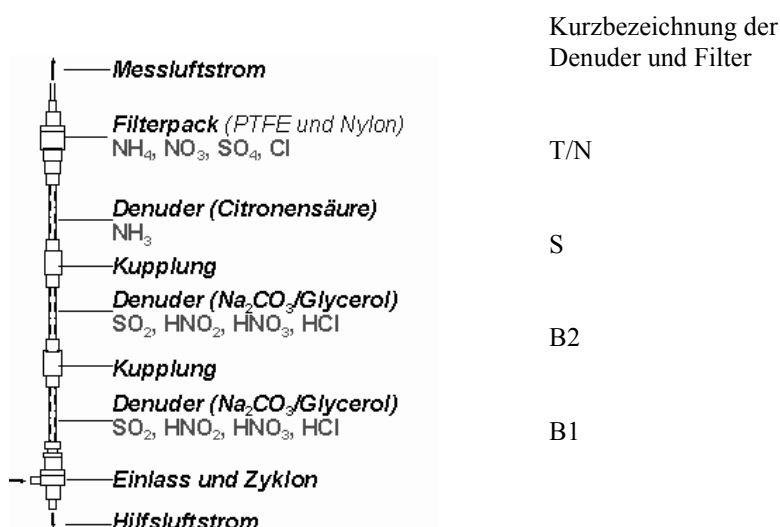 Kurzbezeichnung der
Denuder und Filter
Messluftstrom
Filterpack (PTFE und Nylon)
NH₄, NO₃, SO₄, Cl
T/N
Denuder (Citronensäure)
NH₃
S
Kupplung
Denuder (Na₂CO₃/Glycerol)
SO₂, HNO₂, HNO₃, HCl
B2
Kupplung
Denuder (Na₂CO₃/Glycerol)
SO₂, HNO₂, HNO₃, HCl
B1
Einlass und Zyklon
Hilfsluftstrom